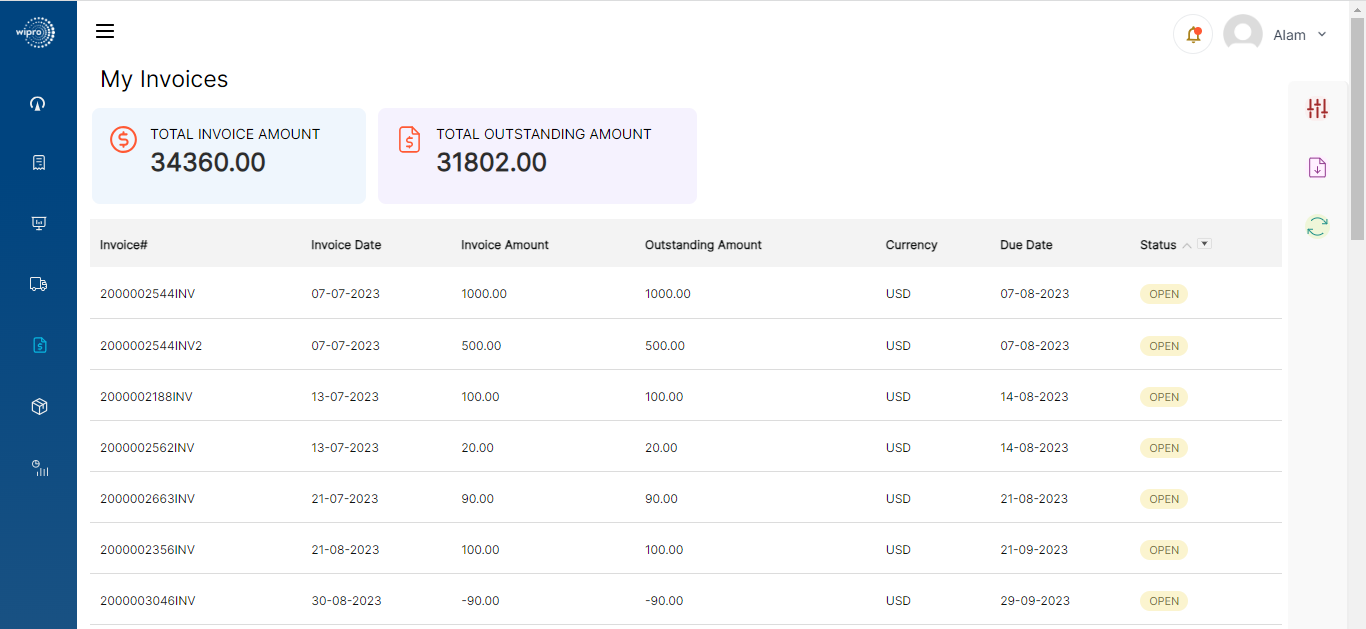 wipro
Alam
My Invoices
TOTAL INVOICE AMOUNT
34360.00
TOTAL OUTSTANDING AMOUNT
31802.00
Invoice# Invoice Date Invoice Amount Outstanding Amount Currency Due Date Status
2000002544INV 07-07-2023 1000.00 1000.00 USD 07-08-2023 OPEN
2000002544INV2 07-07-2023 500.00 500.00 USD 07-08-2023 OPEN
2000002188INV 13-07-2023 100.00 100.00 USD 14-08-2023 OPEN
2000002562INV 13-07-2023 20.00 20.00 USD 14-08-2023 OPEN
2000002663INV 21-07-2023 90.00 90.00 USD 21-08-2023 OPEN
2000002356INV 21-08-2023 100.00 100.00 USD 21-09-2023 OPEN
2000003046INV 30-08-2023 -90.00 -90.00 USD 29-09-2023 OPEN